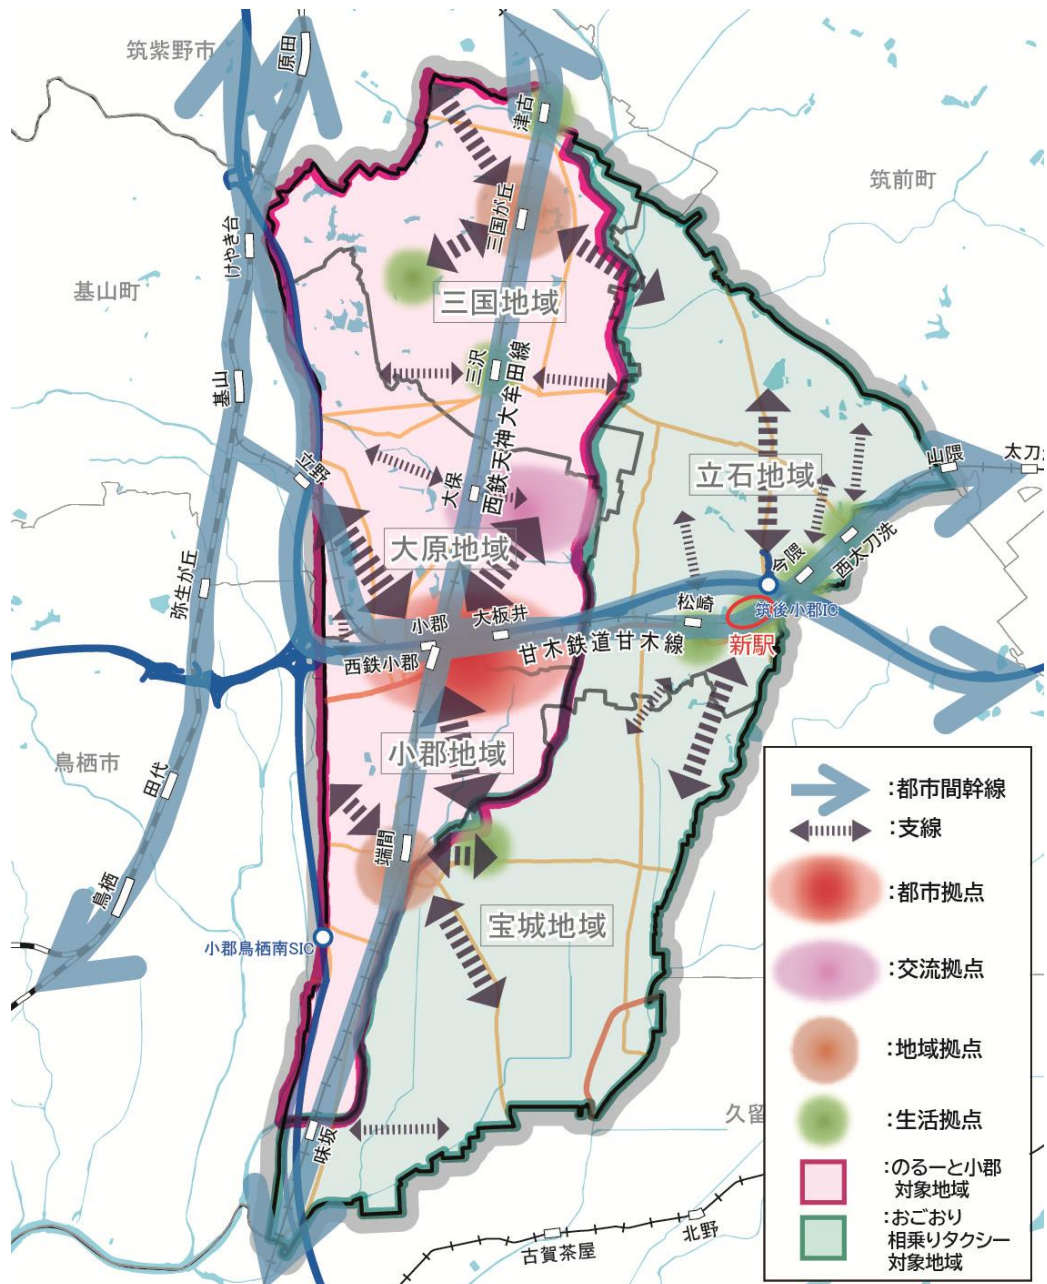 筑紫野市
原田
津古
筑前町
三国が丘
けやき台
基山町
三国地域
三沢
基山
西鉄天神大牟田線
立野
大保
立石地域
山隈
太刀
大原地域
弥生が丘
今隈
西太刀洗
筑後小郡IC
松崎
新駅
小郡
大板井
西鉄小郡
甘木鉄道甘木線
小郡地域
鳥栖市
田代
端間
鳥栖
宝城地域
小郡鳥栖南SIC
味坂
久留
北野
古賀茶屋
:都市間幹線
:支線
:都市拠点
:交流拠点
:地域拠点
:生活拠点
:のるーと小郡
対象地域
:おごおり
相乗りタクシー
対象地域